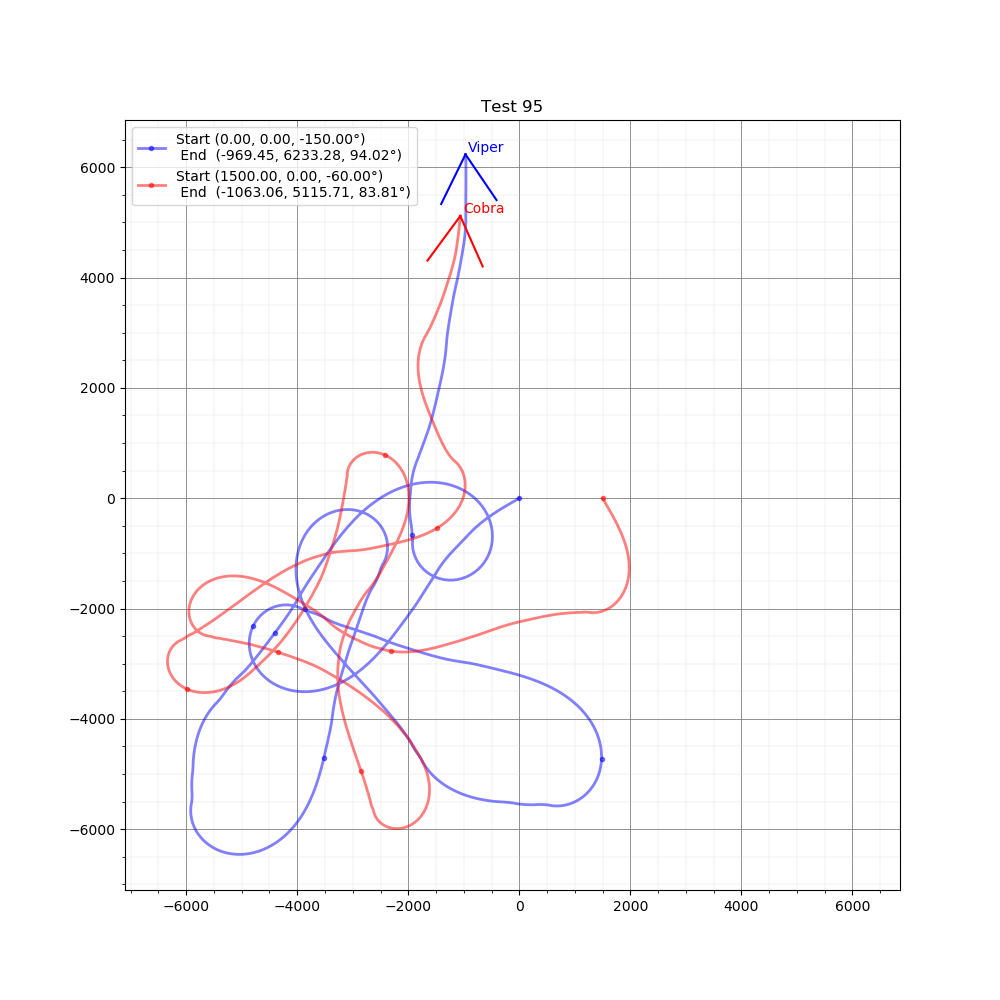 Test 95
Start (0.00, 0.00, -150.00°)
End (-969.45, 6233.28, 94.02°)
Start (1500.00, 0.00, -60.00°)
End (-1063.06, 5115.71, 83.81°)
Viper
Cobra
6000
4000
2000
0
−2000
−4000
−6000
−6000 −4000 −2000 0 2000 4000 6000